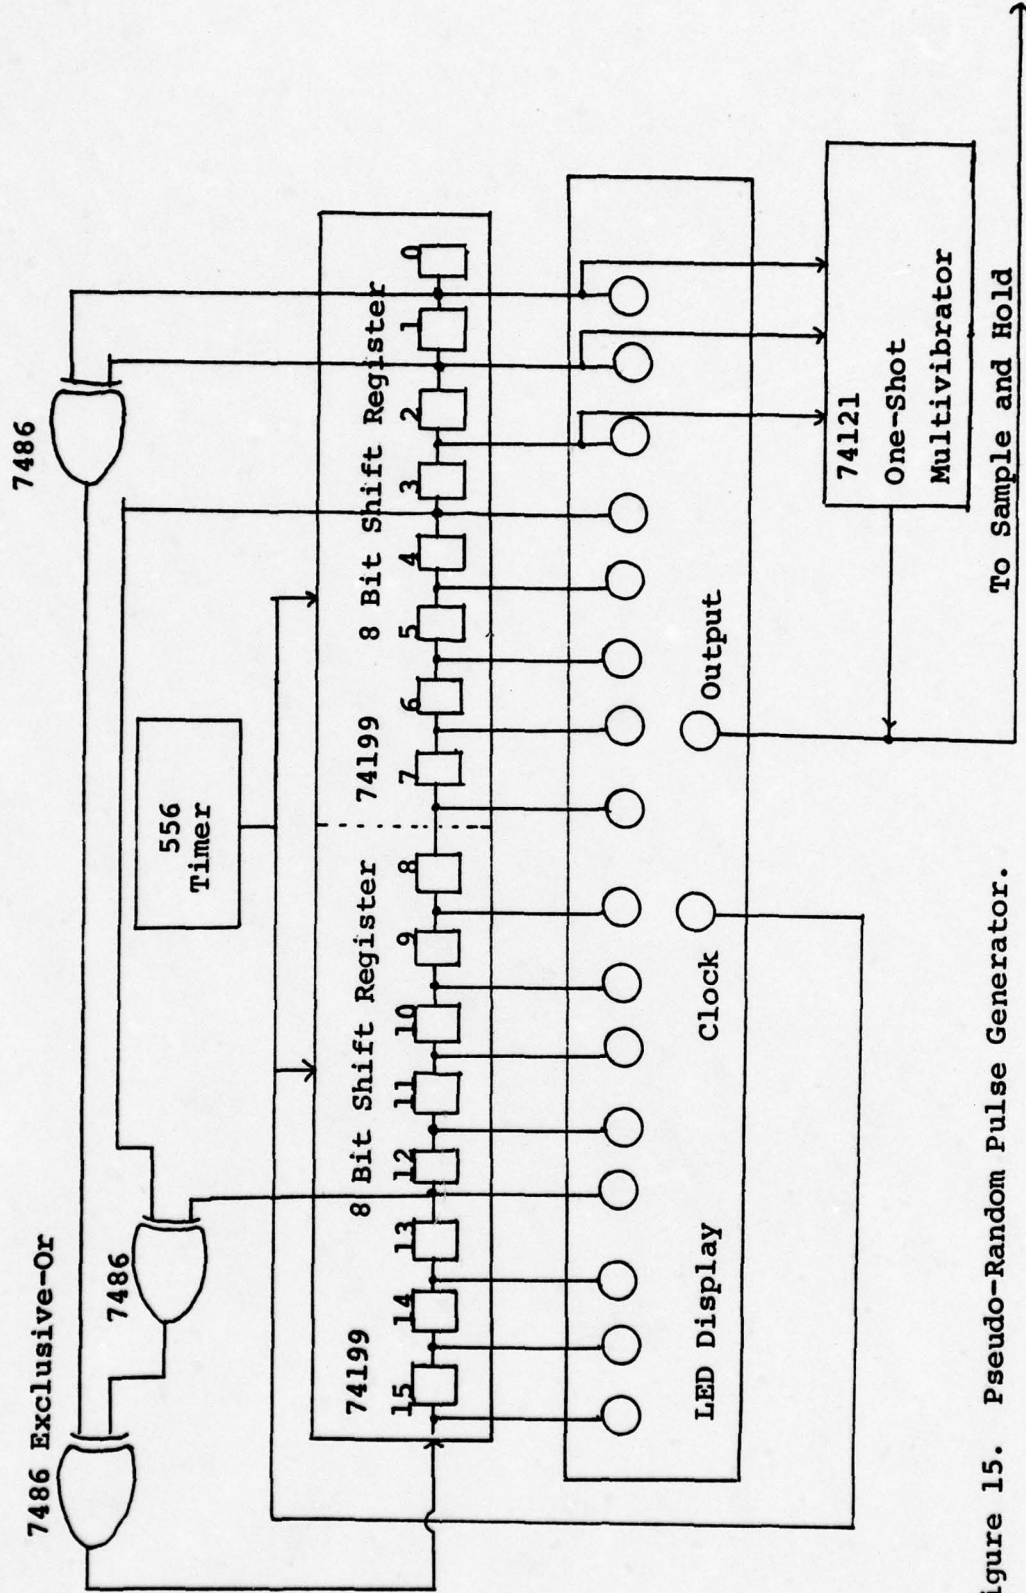 7486 Exclusive-Or
7486
7486
556
Timer
74199
8 Bit Shift Register
74199
8 Bit Shift Register
15
14
13
12
11
10
9
8
7
6
5
4
3
2
1
0
LED Display
Clock
Output
74121
One-Shot
Multivibrator
To Sample and Hold
igure 15. Pseudo-Random Pulse Generator.